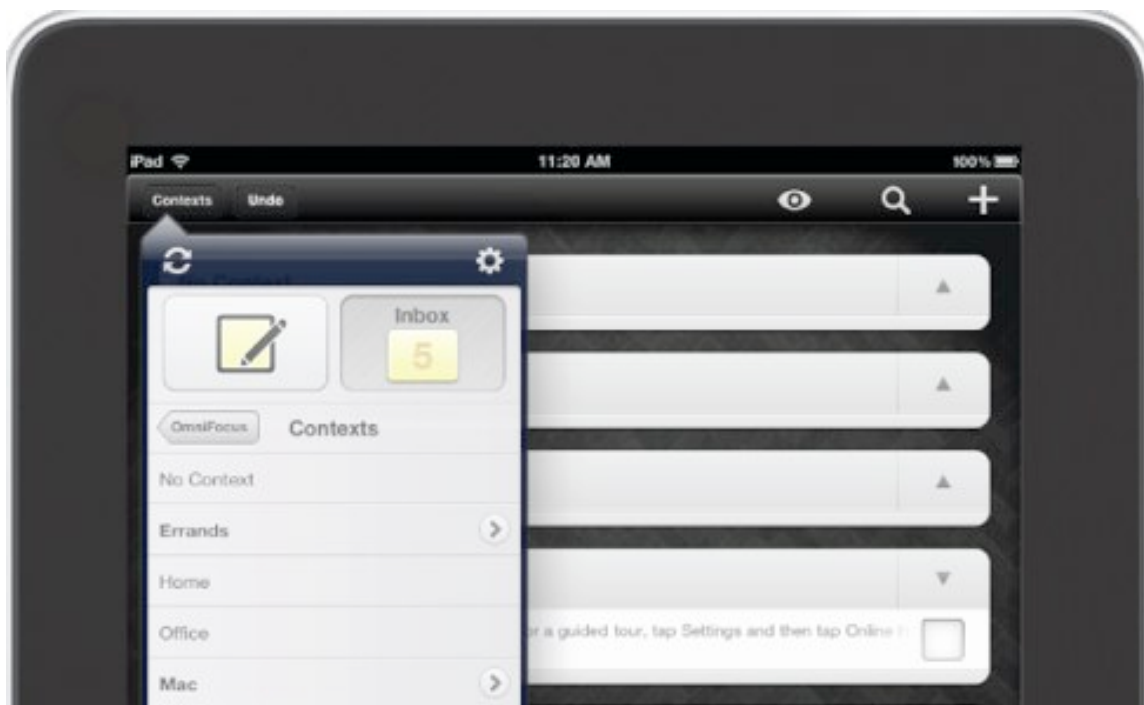 iPad 11:20 AM 100%
Contexts Undo
Inbox
5
OmniFocus Contexts
No Context
Errands
Home
Office
or a guided tour, tap Settings and then tap Online
Mac